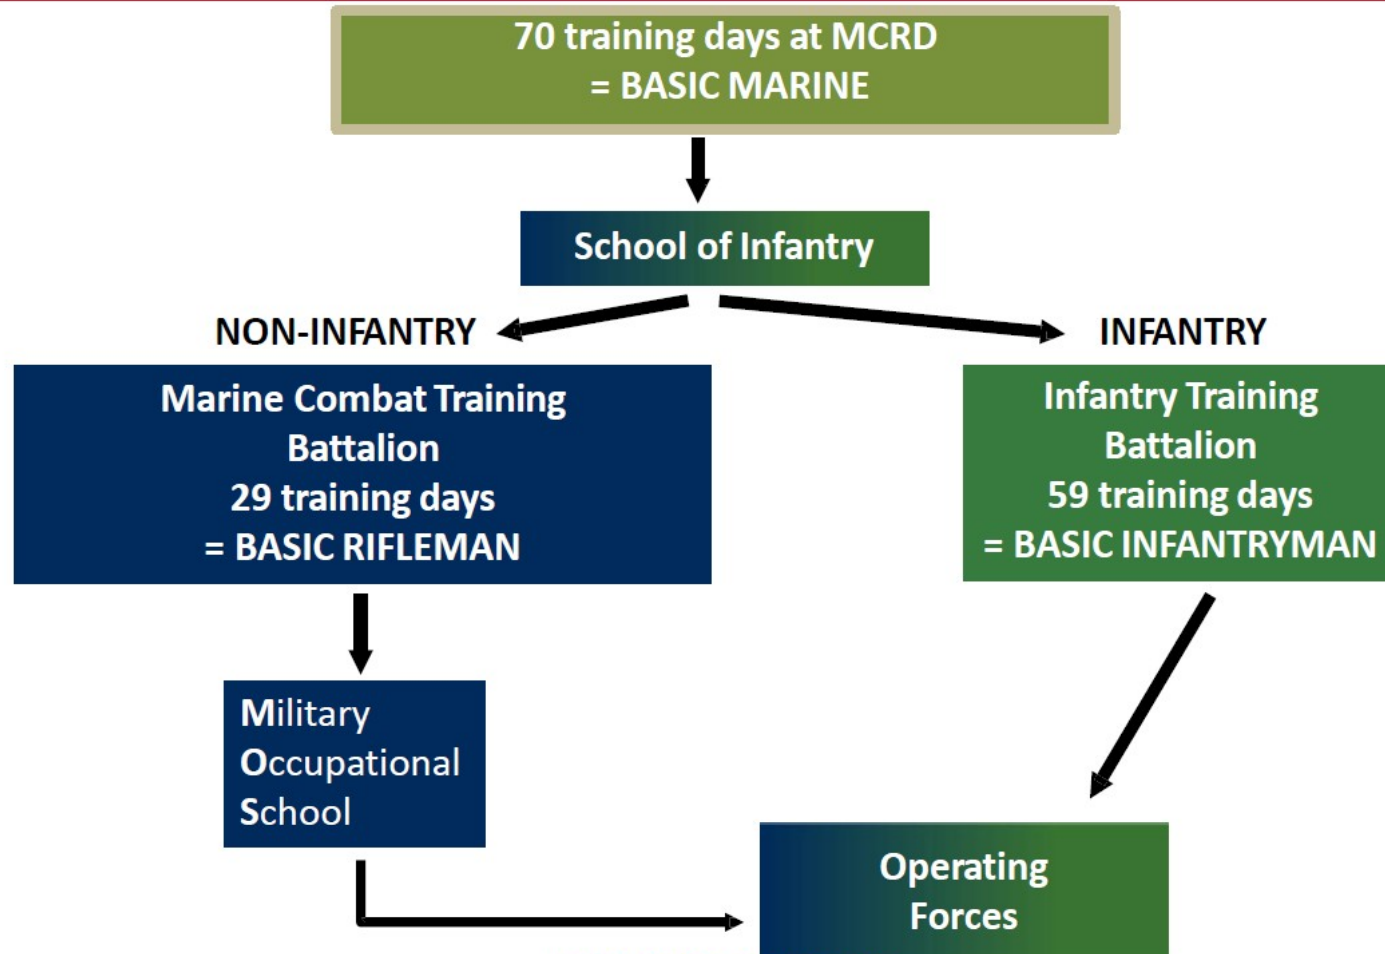 70 training days at MCRD
= BASIC MARINE
School of Infantry
NON-INFANTRY
INFANTRY
Marine Combat Training
Battalion
29 training days
= BASIC RIFLEMAN
Infantry Training
Battalion
59 training days
= BASIC INFANTRYMAN
Military
Occupational
School
Operating
Forces